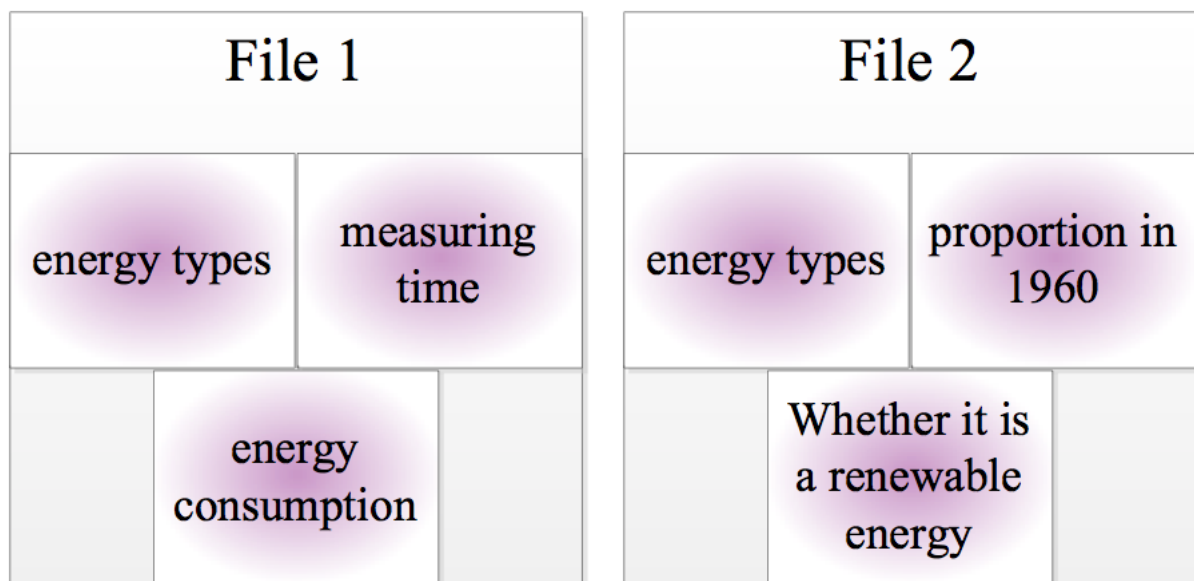 File 1
energy types
measuring
time
energy
consumption
File 2
energy types
proportion in
1960
Whether it is
a renewable
energy